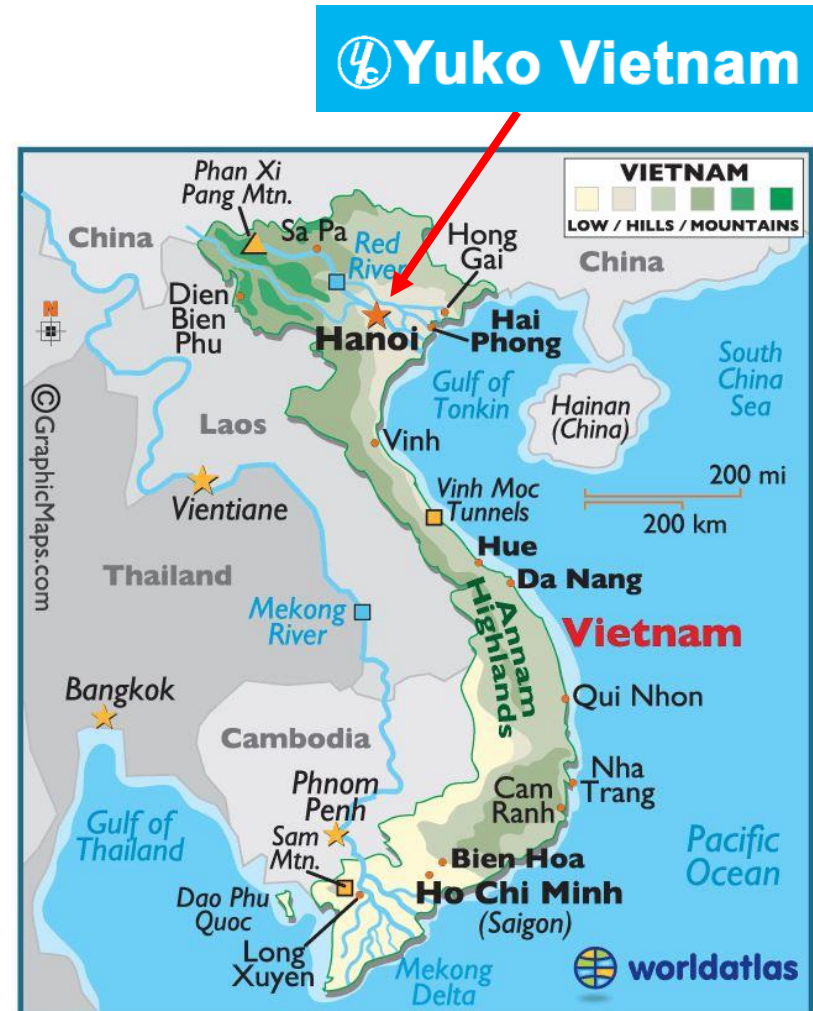 Yuko Vietnam
Phan Xi
Pang Mtn.
VIETNAM
LOW / HILLS / MOUNTAINS
China
Sa Pa
Red
River
Hong
Gai
China
N
Dien
Bien
Phu
Hanoi
Hai
Phong
South
China
Sea
Gulf of
Tonkin
Hainan
(China)
© GraphicMaps.com
Laos
Vinh
200 mi
200 km
Vientiane
Vinh Moc
Tunnels
Hue
Da Nang
Thailand
Mekong
River
Annam
Highlands
Vietnam
Bangkok
Qui Nhon
Cambodia
Phnom
Penh
Nha
Trang
Cam
Ranh
Gulf of
Thailand
Sam
Mtn.
Pacific
Ocean
Bien Hoa
Ho Chi Minh
(Saigon)
Dao Phu
Quoc
Long
Xuyen
Mekong
Delta
worldatlas